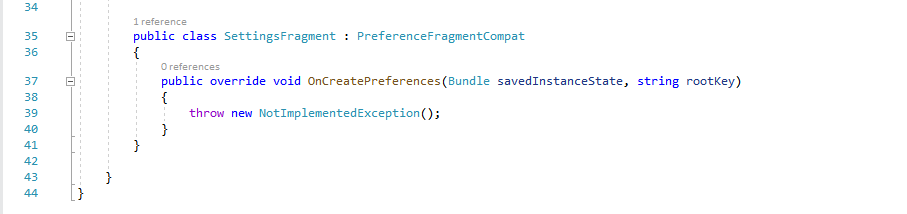 34
1 reference
35 public class SettingsFragment : PreferenceFragmentCompat
36 {
0 references
37 public override void OnCreatePreferences(Bundle savedInstanceState, string rootKey)
38 {
39 throw new NotImplementedException();
40 }
41 }
42
43 }
44 }